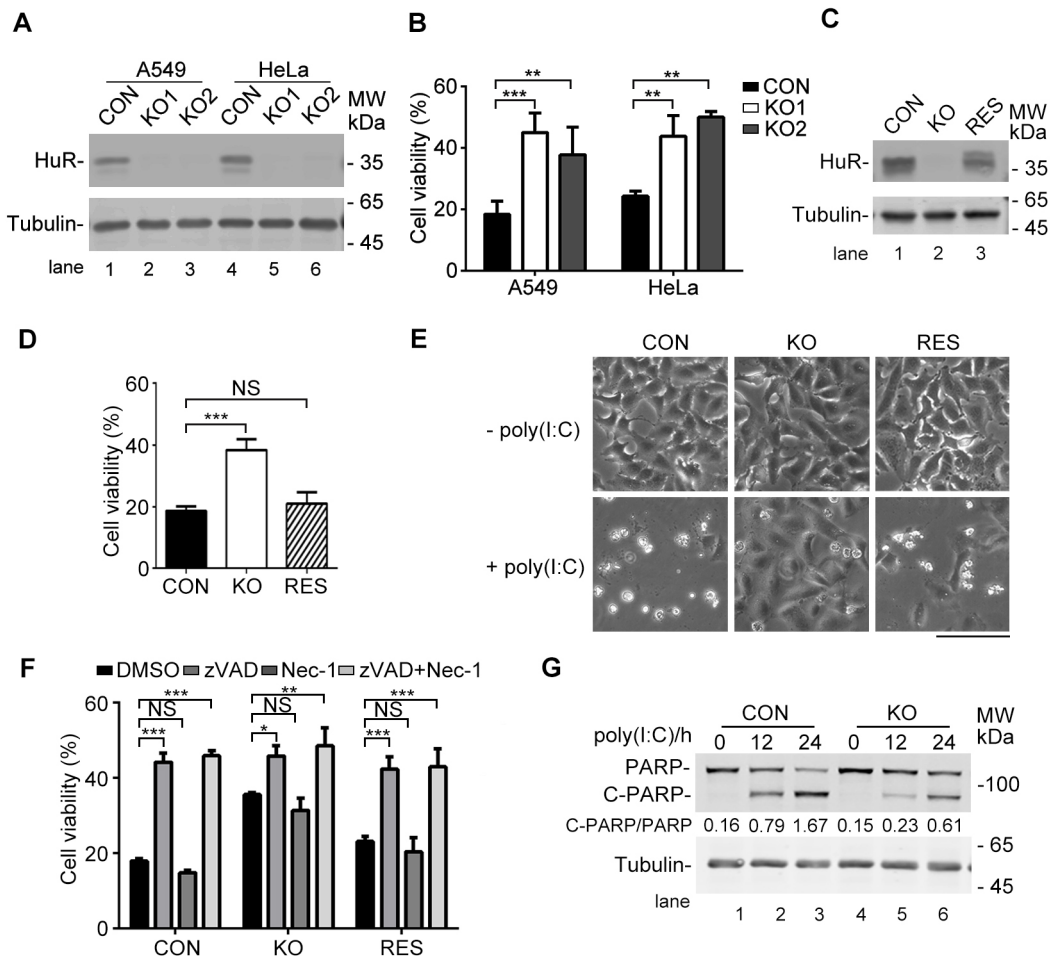 A
A549 HeLa
CON KO1 KO2 CON KO1 KO2 MW kDa
HuR- - 35
- 65
Tubulin-
- 45
lane 1 2 3 4 5 6
B
Cell viability (%)
60
40
20
0
*** ** ** **
A549 HeLa
CON
KO1
KO2
C
CON KO RES MW kDa
HuR- - 35
- 65
Tubulin-
- 45
lane 1 2 3
D
Cell viability (%)
60
40
20
0
NS
***
CON KO RES
E
CON KO RES
- poly(I:C)
+ poly(I:C)
F
DMSO zVAD Nec-1 zVAD+Nec-1
Cell viability (%)
60
40
20
0
*** ** ***
NS NS NS
*** * ***
CON KO RES
G
CON KO MW
poly(I:C)/h 0 12 24 0 12 24 kDa
PARP-
-100
C-PARP-
C-PARP/PARP 0.16 0.79 1.67 0.15 0.23 0.61
- 65
Tubulin-
- 45
lane 1 2 3 4 5 6